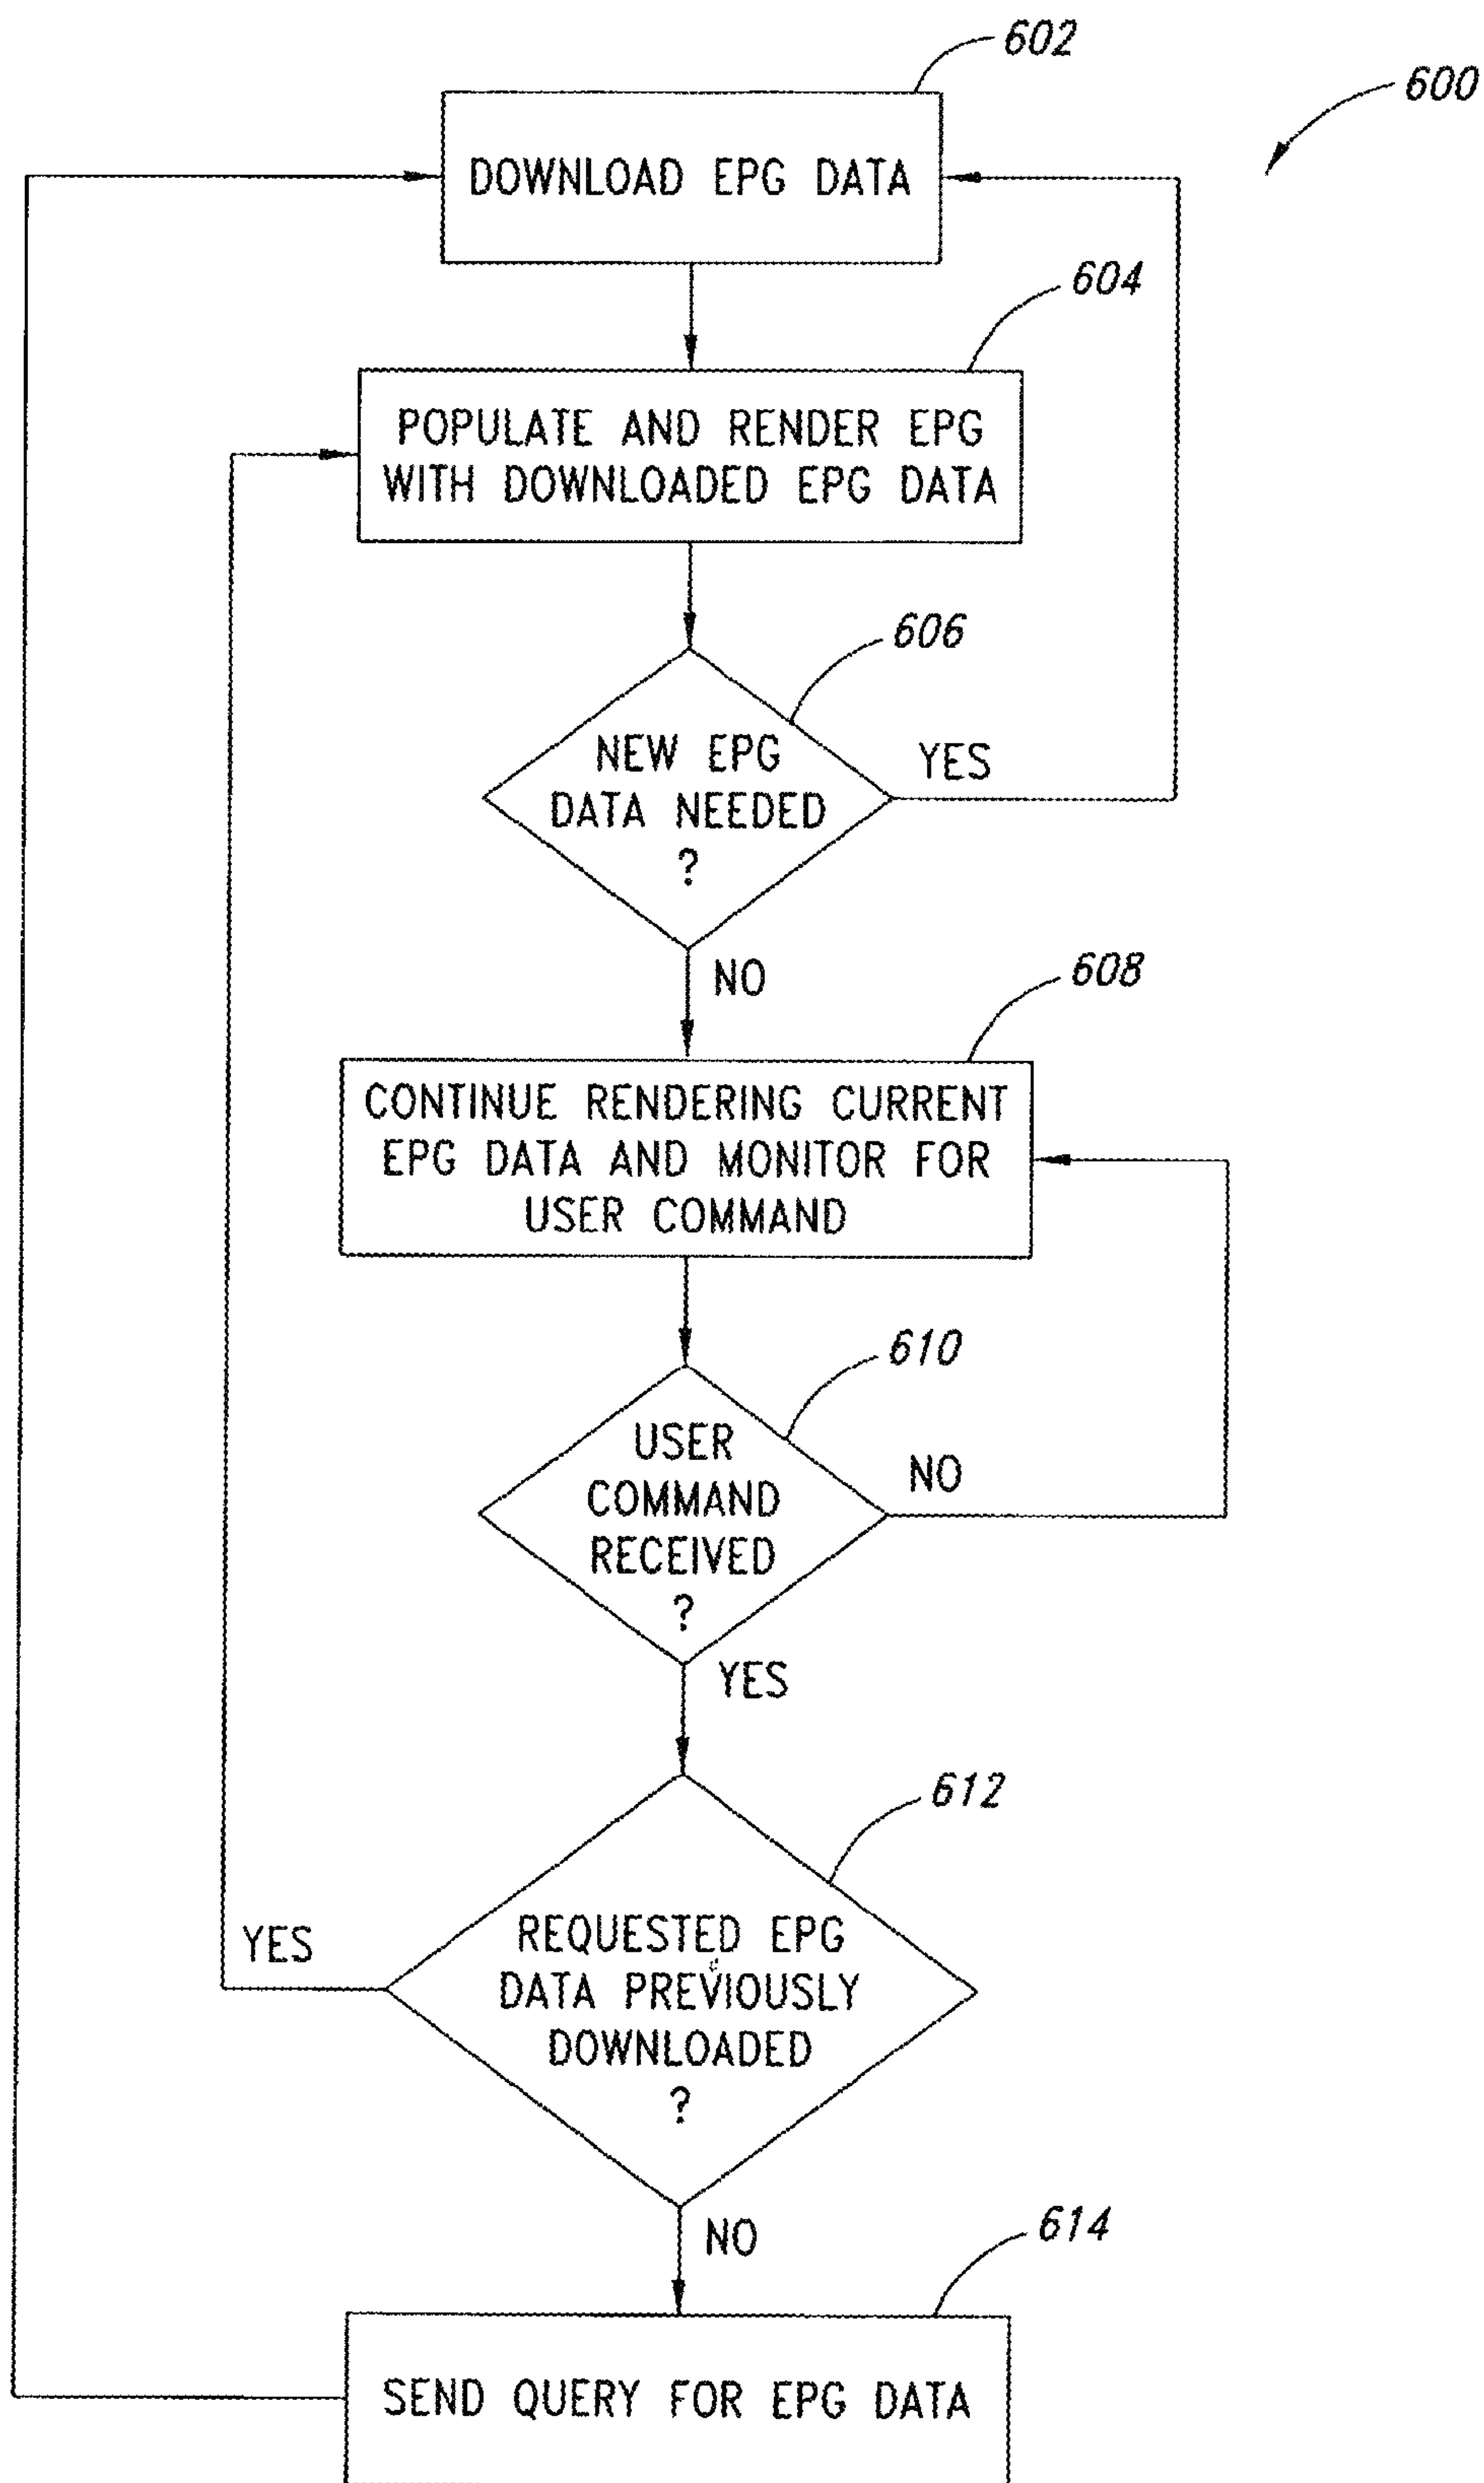 602
600
DOWNLOAD EPG DATA
604
POPULATE AND RENDER EPG
WITH DOWNLOADED EPG DATA
606
NEW EPG
DATA NEEDED
?
YES
NO
608
CONTINUE RENDERING CURRENT
EPG DATA AND MONITOR FOR
USER COMMAND
610
USER
COMMAND
RECEIVED
?
NO
YES
612
REQUESTED EPG
DATA PREVIOUSLY
DOWNLOADED
?
YES
NO
614
SEND QUERY FOR EPG DATA